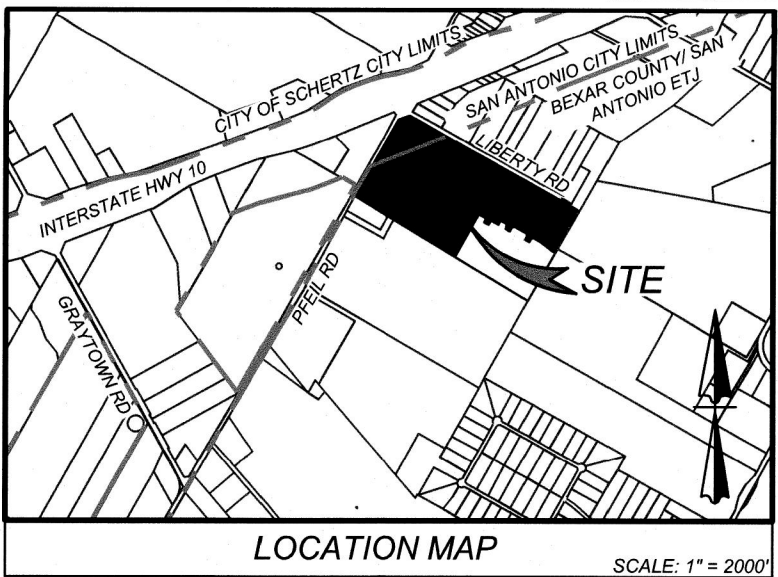 CITY OF SCHERTZ CITY LIMITS
SAN ANTONIO CITY LIMITS
BEXAR COUNTY/ SAN
ANTONIO ETJ
INTERSTATE HWY 10
LIBERTY RD
SITE
PFEIL RD
GRAYTOWN RD
LOCATION MAP
SCALE: 1" = 2000'